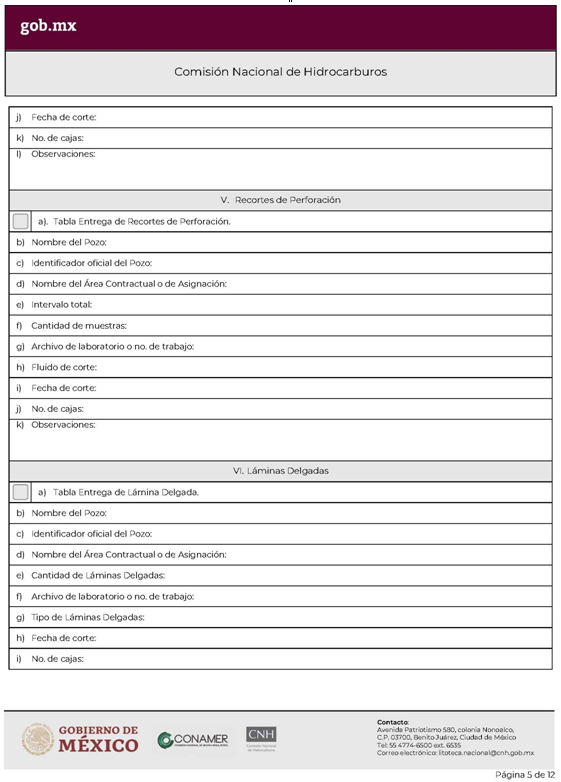 gob.mx
Comisión Nacional de Hidrocarburos
j) Fecha de corte:
k) No. de cajas:
l) Observaciones:
V. Recortes de Perforación
a). Tabla Entrega de Recortes de Perforación.
b) Nombre del Pozo:
c) Identificador oficial del Pozo:
d) Nombre del Área Contractual o de Asignación:
e) Intervalo total:
f) Cantidad de muestras:
g) Archivo de laboratorio o no. de trabajo:
h) Fluido de corte:
i) Fecha de corte:
j) No. de cajas:
k) Observaciones:
VI. Láminas Delgadas
a) Tabla Entrega de Lámina Delgada.
b) Nombre del Pozo:
c) Identificador oficial del Pozo:
d) Nombre del Área Contractual o de Asignación:
e) Cantidad de Láminas Delgadas:
f) Archivo de laboratorio o no. de trabajo:
g) Tipo de Láminas Delgadas:
h) Fecha de corte:
i) No. de cajas:
GOBIERNO DE
MÉXICO
CONAMER
CNH
Comisión Nacional
de Hidrocarburos
Contacto:
Avenida Patriotismo 580, colonia Nonoalco,
C.P. 03700, Benito Juárez, Ciudad de México
Tel: 55 4774-6500 ext. 6535
Correo electrónico: litoteca.nacional@cnh.gob.mx
Página 5 de 12